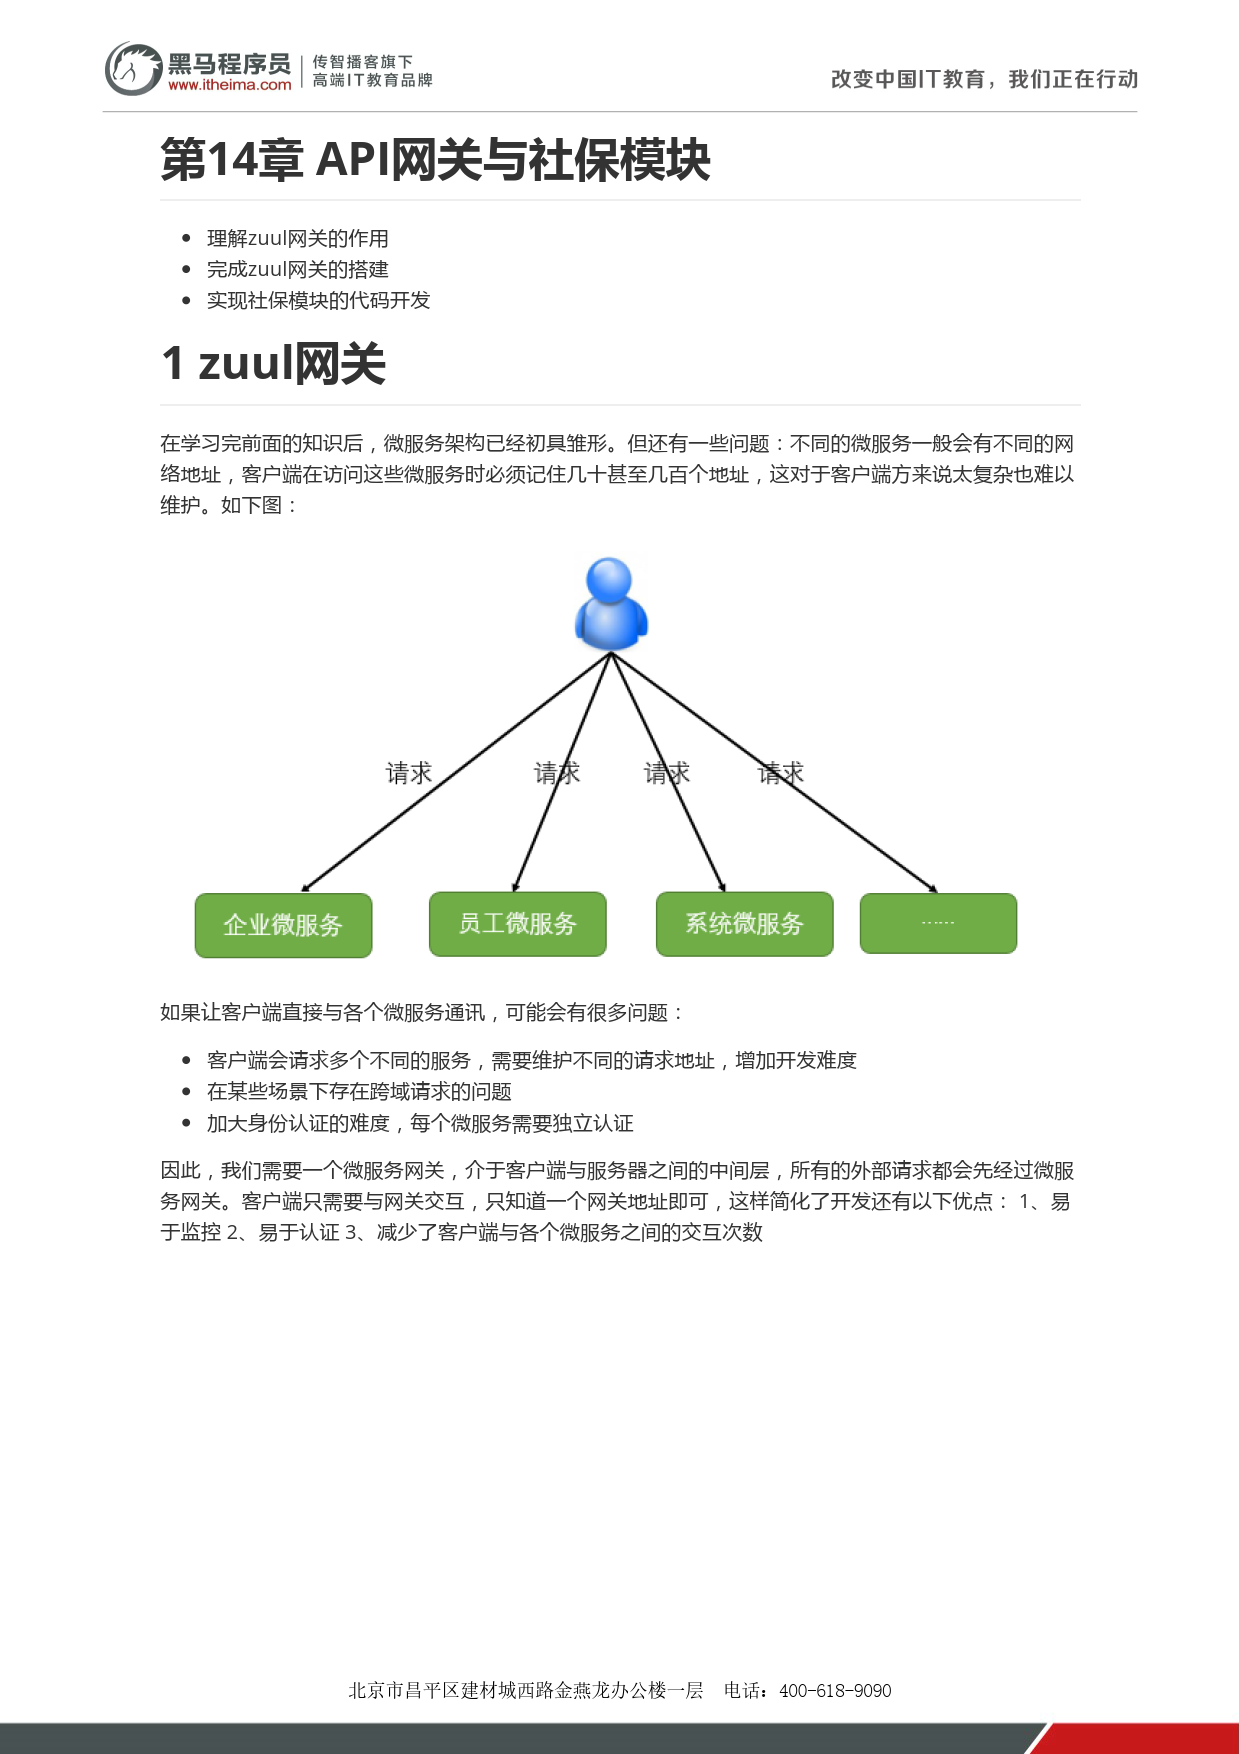 黑马程序员
www.itheima.com
传智播客旗下
高端IT教育品牌
改变中国IT教育，我们正在行动
第14章 API网关与社保模块
理解zuul网关的作用
完成zuul网关的搭建
实现社保模块的代码开发
1 zuul网关
在学习完前面的知识后，微服务架构已经初具雏形。但还有一些问题：不同的微服务一般会有不同的网
络地址，客户端在访问这些微服务时必须记住几十甚至几百个地址，这对于客户端方来说太复杂也难以
维护。如下图：
请求 请求 请求 请求
企业微服务 员工微服务 系统微服务 ......
如果让客户端直接与各个微服务通讯，可能会有很多问题：
客户端会请求多个不同的服务，需要维护不同的请求地址，增加开发难度
在某些场景下存在跨域请求的问题
加大身份认证的难度，每个微服务需要独立认证
因此，我们需要一个微服务网关，介于客户端与服务器之间的中间层，所有的外部请求都会先经过微服
务网关。客户端只需要与网关交互，只知道一个网关地址即可，这样简化了开发还有以下优点： 1、易
于监控 2、易于认证 3、减少了客户端与各个微服务之间的交互次数
北京市昌平区建材城西路金燕龙办公楼一层 电话：400-618-9090